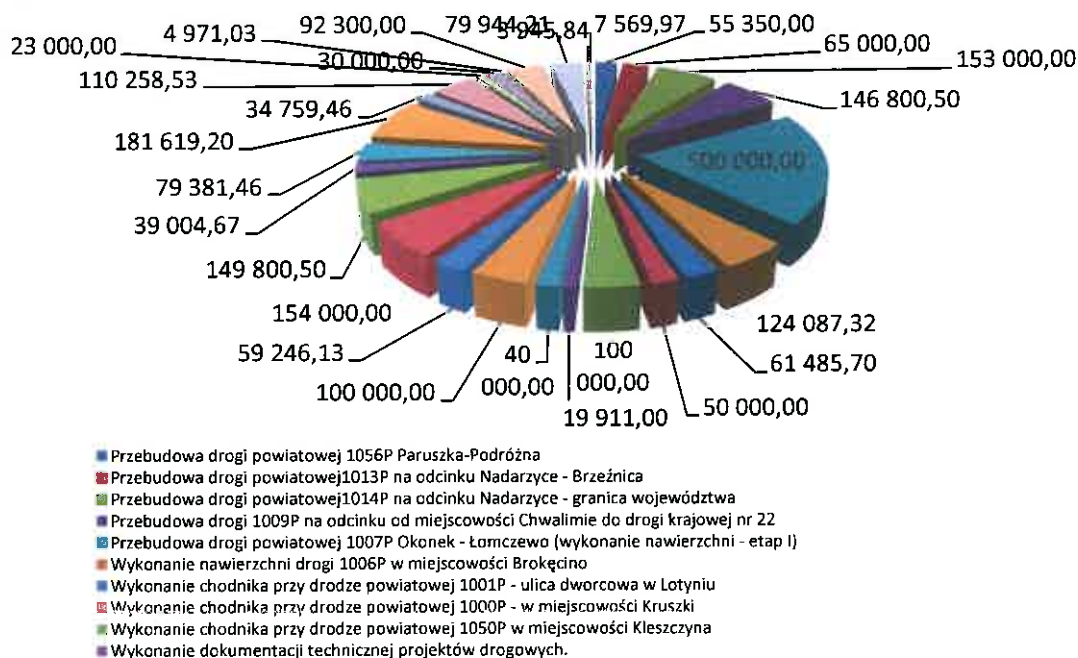 92 300,00 79 944,21 3 945,84 7 569,97 55 350,00
23 000,00 4 971,03 30 000,00 65 000,00 153 000,00
110 258,53 146 800,50
34 759,46
181 619,20 500 000,00
79 381,46
39 004,67
149 800,50
154 000,00 124 087,32
59 246,13 61 485,70
100 000,00 40 000,00 100 000,00 50 000,00
19 911,00
Przebudowa drogi powiatowej 1056P Paruszka-Podróżna
Przebudowa drogi powiatowej1013P na odcinku Nadarzyce - Brzeźnica
Przebudowa drogi powiatowej1014P na odcinku Nadarzyce - granica województwa
Przebudowa drogi 1009P na odcinku od miejscowości Chwalimie do drogi krajowej nr 22
Przebudowa drogi powiatowej 1007P Okonek - Łomczewo (wykonanie nawierzchni - etap I)
Wykonanie nawierzchni drogi 1006P w miejscowości Brokęcino
Wykonanie chodnika przy drodze powiatowej 1001P - ulica dworcowa w Lotyniu
Wykonanie chodnika przy drodze powiatowej 1000P - w miejscowości Kruszki
Wykonanie chodnika przy drodze powiatowej 1050P w miejscowości Kleszczyna
Wykonanie dokumentacji technicznej projektów drogowych.